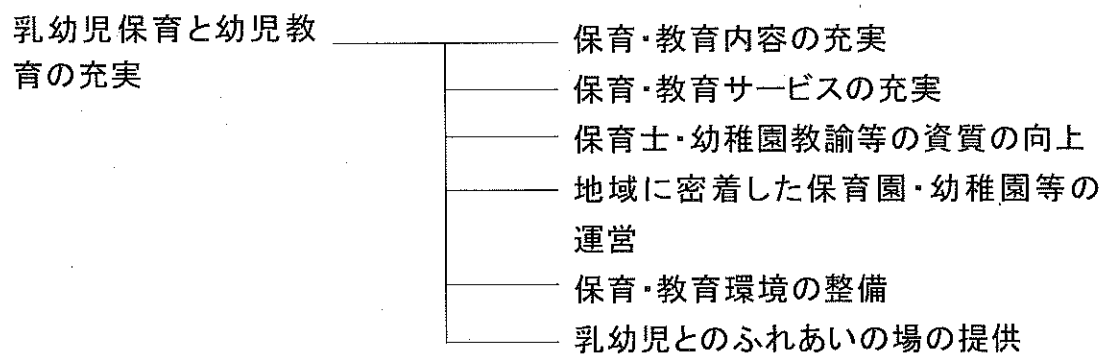 乳幼児保育と幼児教
育の充実
保育・教育内容の充実
保育・教育サービスの充実
保育士・幼稚園教諭等の資質の向上
地域に密着した保育園・幼稚園等の
運営
保育・教育環境の整備
乳幼児とのふれあいの場の提供